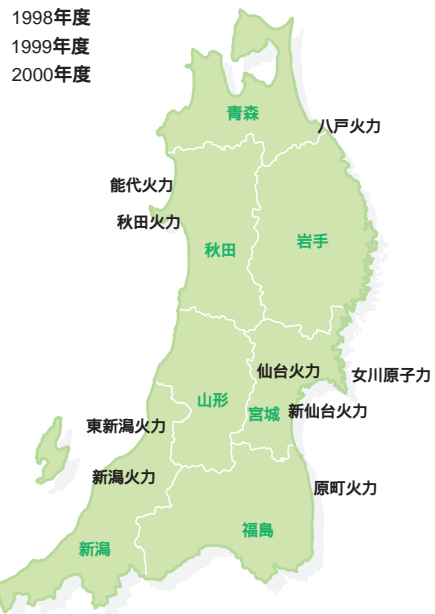 1998年度
1999年度
2000年度
青森
八戸火力
能代火力
秋田火力
秋田
岩手
仙台火力
女川原子力
山形
宮城
新仙台火力
東新潟火力
新潟火力
原町火力
福島
新潟